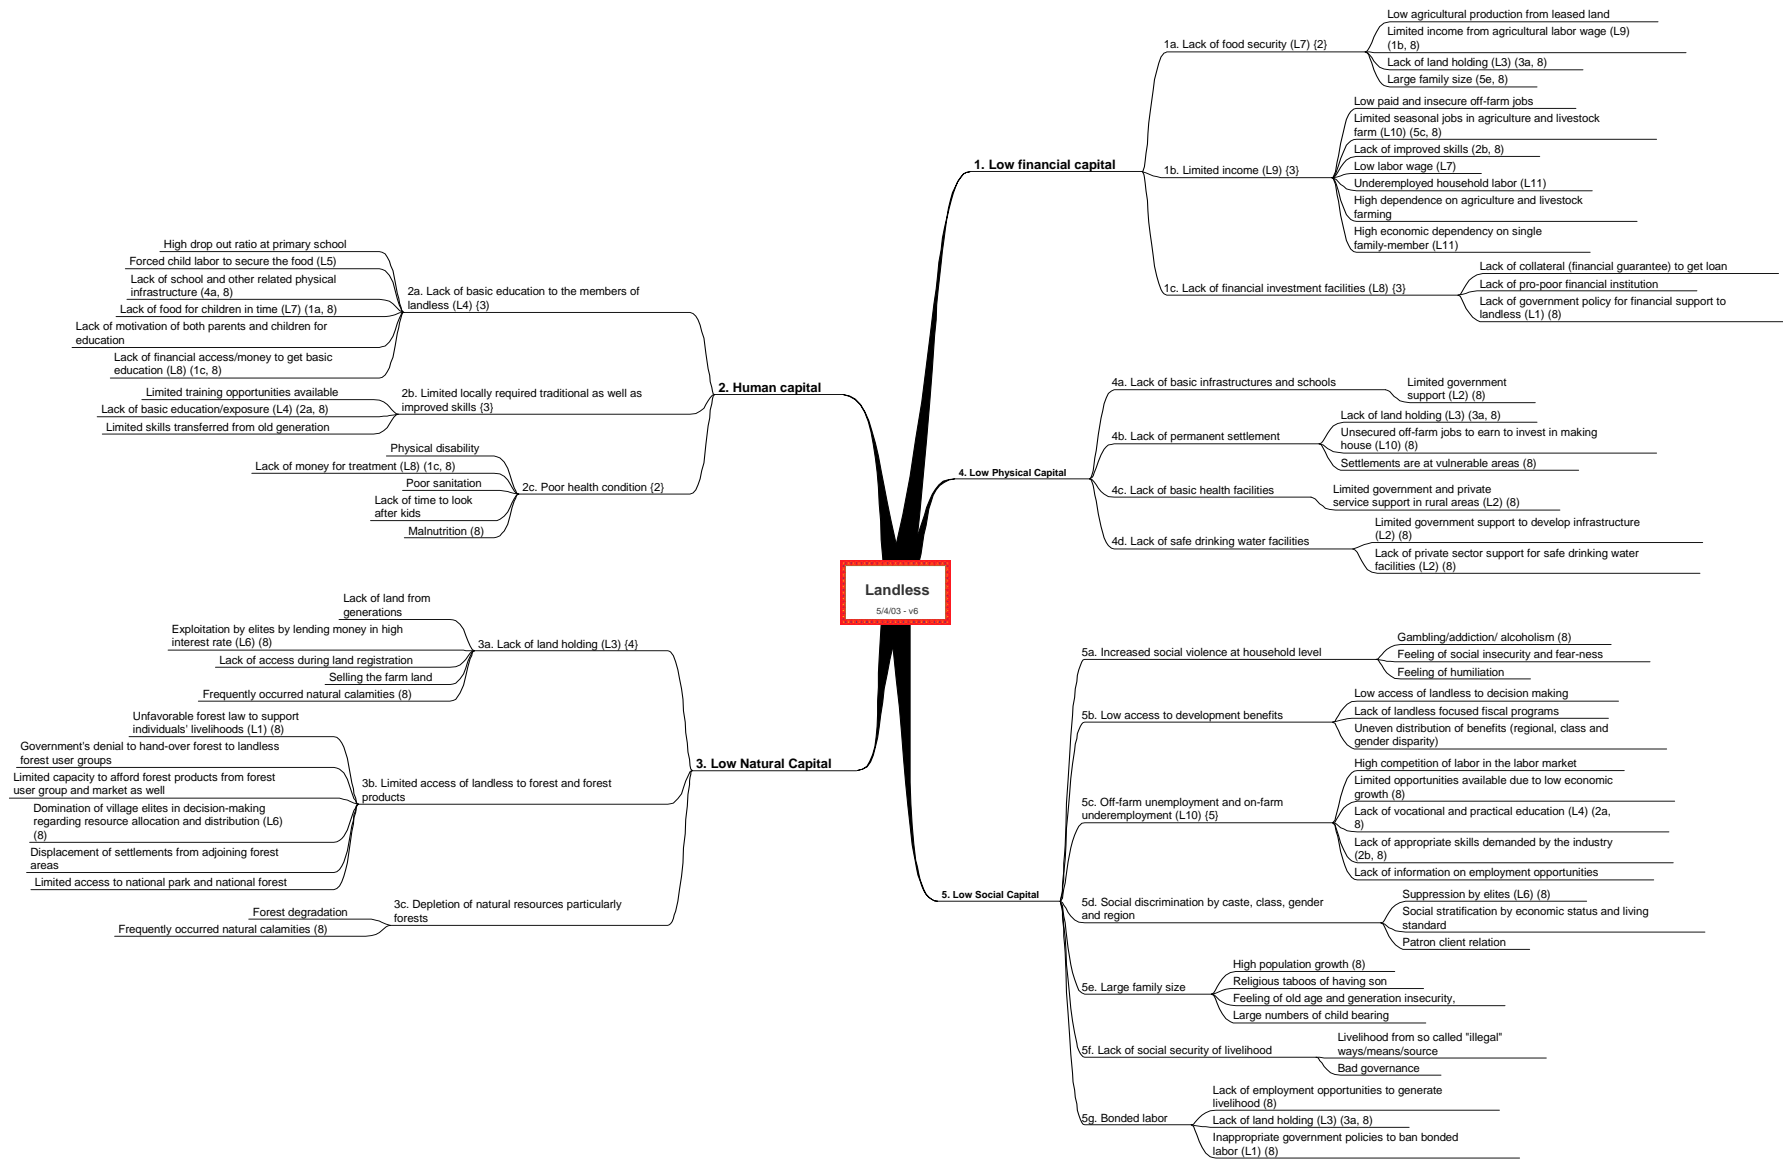 Landless
5/4/03 - v6
1. Low financial capital
1a. Lack of food security (L7) {2}
Low agricultural production from leased land
Limited income from agricultural labor wage (L9)
(1b, 8)
Lack of land holding (L3) (3a, 8)
Large family size (5e, 8)
1b. Limited income (L9) {3}
Low paid and insecure off-farm jobs
Limited seasonal jobs in agriculture and livestock
farm (L10) (5c, 8)
Lack of improved skills (2b, 8)
Low labor wage (L7)
Underemployed household labor (L11)
High dependence on agriculture and livestock
farming
High economic dependency on single
family-member (L11)
1c. Lack of financial investment facilities (L8) {3}
Lack of collateral (financial guarantee) to get loan
Lack of pro-poor financial institution
Lack of government policy for financial support to
landless (L1) (8)
2. Human capital
2a. Lack of basic education to the members of
landless (L4) {3}
High drop out ratio at primary school
Forced child labor to secure the food (L5)
Lack of school and other related physical
infrastructure (4a, 8)
Lack of food for children in time (L7) (1a, 8)
Lack of motivation of both parents and children for
education
Lack of financial access/money to get basic
education (L8) (1c, 8)
2b. Limited locally required traditional as well as
improved skills {3}
Limited training opportunities available
Lack of basic education/exposure (L4) (2a, 8)
Limited skills transferred from old generation
2c. Poor health condition {2}
Physical disability
Lack of money for treatment (L8) (1c, 8)
Poor sanitation
Lack of time to look
after kids
Malnutrition (8)
3. Low Natural Capital
3a. Lack of land holding (L3) {4}
Lack of land from
generations
Exploitation by elites by lending money in high
interest rate (L6) (8)
Lack of access during land registration
Selling the farm land
Frequently occurred natural calamities (8)
3b. Limited access of landless to forest and forest
products
Unfavorable forest law to support
individuals' livelihoods (L1) (8)
Government's denial to hand-over forest to landless
forest user groups
Limited capacity to afford forest products from forest
user group and market as well
Domination of village elites in decision-making
regarding resource allocation and distribution (L6)
(8)
Displacement of settlements from adjoining forest
areas
Limited access to national park and national forest
3c. Depletion of natural resources particularly
forests
Forest degradation
Frequently occurred natural calamities (8)
4. Low Physical Capital
4a. Lack of basic infrastructures and schools
Limited government
support (L2) (8)
4b. Lack of permanent settlement
Lack of land holding (L3) (3a, 8)
Unsecured off-farm jobs to earn to invest in making
house (L10) (8)
Settlements are at vulnerable areas (8)
4c. Lack of basic health facilities
Limited government and private
service support in rural areas (L2) (8)
4d. Lack of safe drinking water facilities
Limited government support to develop infrastructure
(L2) (8)
Lack of private sector support for safe drinking water
facilities (L2) (8)
5. Low Social Capital
5a. Increased social violence at household level
Gambling/addiction/ alcoholism (8)
Feeling of social insecurity and fear-ness
Feeling of humiliation
5b. Low access to development benefits
Low access of landless to decision making
Lack of landless focused fiscal programs
Uneven distribution of benefits (regional, class and
gender disparity)
5c. Off-farm unemployment and on-farm
underemployment (L10) {5}
High competition of labor in the labor market
Limited opportunities available due to low economic
growth (8)
Lack of vocational and practical education (L4) (2a,
8)
Lack of appropriate skills demanded by the industry
(2b, 8)
Lack of information on employment opportunities
5d. Social discrimination by caste, class, gender
and region
Suppression by elites (L6) (8)
Social stratification by economic status and living
standard
Patron client relation
5e. Large family size
High population growth (8)
Religious taboos of having son
Feeling of old age and generation insecurity,
Large numbers of child bearing
5f. Lack of social security of livelihood
Livelihood from so called "illegal"
ways/means/source
Bad governance
5g. Bonded labor
Lack of employment opportunities to generate
livelihood (8)
Lack of land holding (L3) (3a, 8)
Inappropriate government policies to ban bonded
labor (L1) (8)